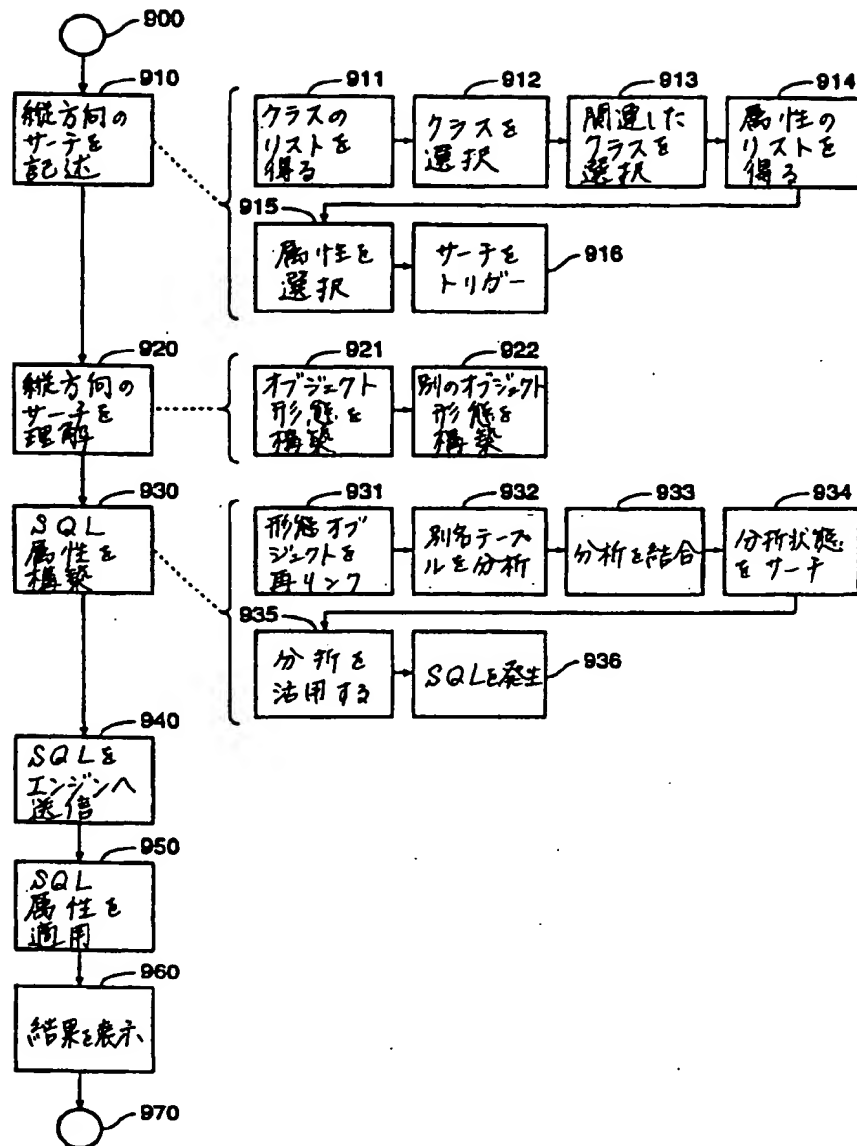 900
910
縦方向の
サーチを
記述
911
クラスの
リストを
得る
912
クラスを
選択
913
関連した
クラスを
選択
914
属性の
リストを
得る
915
属性を
選択
サーチを
トリガー
916
920
縦方向の
サーチを
理解
921
オブジェクト
形態を
構築
922
別のオブジェクト
形態を
構築
930
SQL
属性を
構築
931
形態オブ
ジェクトを
再リンク
932
別名テーブ
ルを分析
933
分析を結合
934
分析状態
をサーチ
935
分析を
活用する
SQLを発生
936
940
SQLを
エンジンへ
送信
950
SQL
属性を
適用
960
結果を表示
970